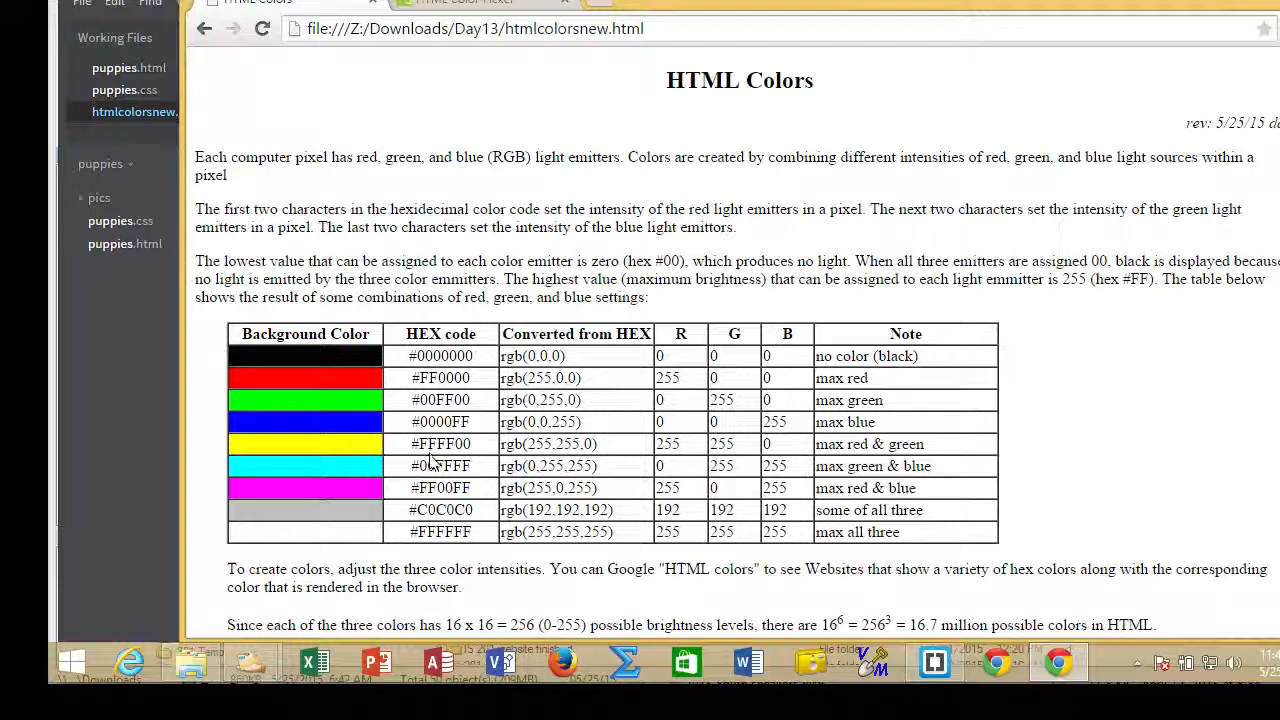 File Edit Find
HTML Colors
HTML Color Picker
Working Files
file:///Z:/Downloads/Day13/htmlcolorsnew.html
puppies.html
puppies.css
htmlcolorsnew.
puppies
pics
puppies.css
puppies.html
HTML Colors
rev: 5/25/15
Each computer pixel has red, green, and blue (RGB) light emitters. Colors are created by combining different intensities of red, green, and blue light sources within a
pixel
The first two characters in the hexidecimal color code set the intensity of the red light emitters in a pixel. The next two characters set the intensity of the green light
emitters in a pixel. The last two characters set the intensity of the blue light emittors.
The lowest value that can be assigned to each color emitter is zero (hex #00), which produces no light. When all three emitters are assigned 00, black is displayed because
no light is emitted by the three color emmitters. The highest value (maximum brightness) that can be assigned to each light emmitter is 255 (hex #FF). The table below
shows the result of some combinations of red, green, and blue settings:
Background Color HEX code Converted from HEX R G B Note
#0000000 rgb(0,0,0) 0 0 0 no color (black)
#FF0000 rgb(255,0,0) 255 0 0 max red
#00FF00 rgb(0,255,0) 0 255 0 max green
#0000FF rgb(0,0,255) 0 0 255 max blue
#FFFF00 rgb(255,255,0) 255 255 0 max red & green
#00FFFF rgb(0,255,255) 0 255 255 max green & blue
#FF00FF rgb(255,0,255) 255 0 255 max red & blue
#C0C0C0 rgb(192,192,192) 192 192 192 some of all three
#FFFFFF rgb(255,255,255) 255 255 255 max all three
To create colors, adjust the three color intensities. You can Google "HTML colors" to see Websites that show a variety of hex colors along with the corresponding
color that is rendered in the browser.
Since each of the three colors has 16 x 16 = 256 (0-255) possible brightness levels, there are 16⁶ = 256³ = 16.7 million possible colors in HTML.
11:4
5/25